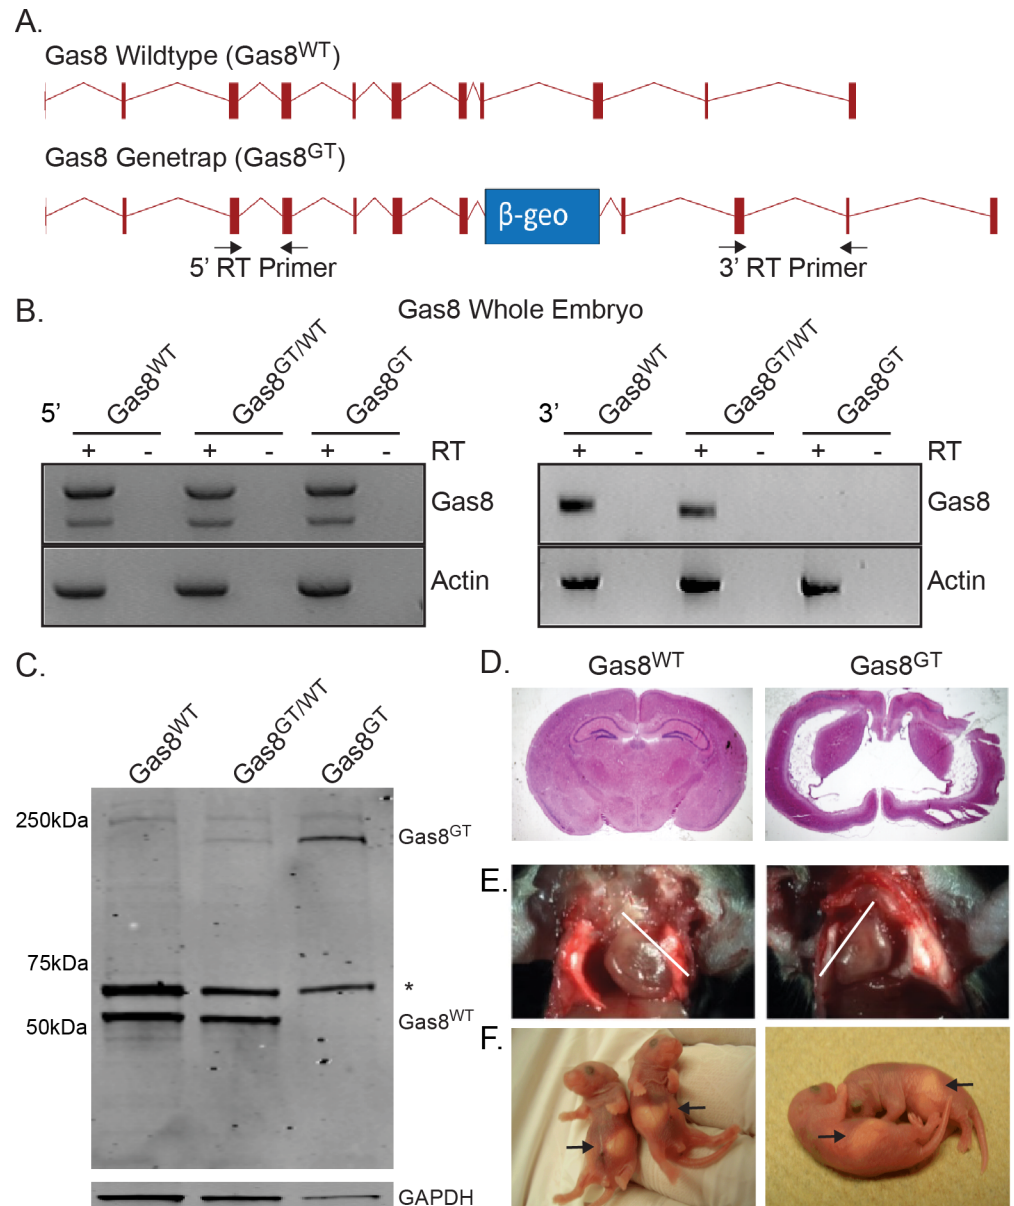 A.
Gas8 Wildtype (Gas8WT)
Gas8 Genetrap (Gas8GT)
β-geo
5’ RT Primer
3’ RT Primer
B.
Gas8 Whole Embryo
5’
Gas8WT
Gas8GT/WT
Gas8GT
+ - + - + - RT
Gas8
Actin
3’
Gas8WT
Gas8GT/WT
Gas8GT
+ - + - + - RT
Gas8
Actin
C.
Gas8WT
Gas8GT/WT
Gas8GT
250kDa
Gas8GT
75kDa
*
50kDa
Gas8WT
GAPDH
D.
Gas8WT
Gas8GT
E.
F.